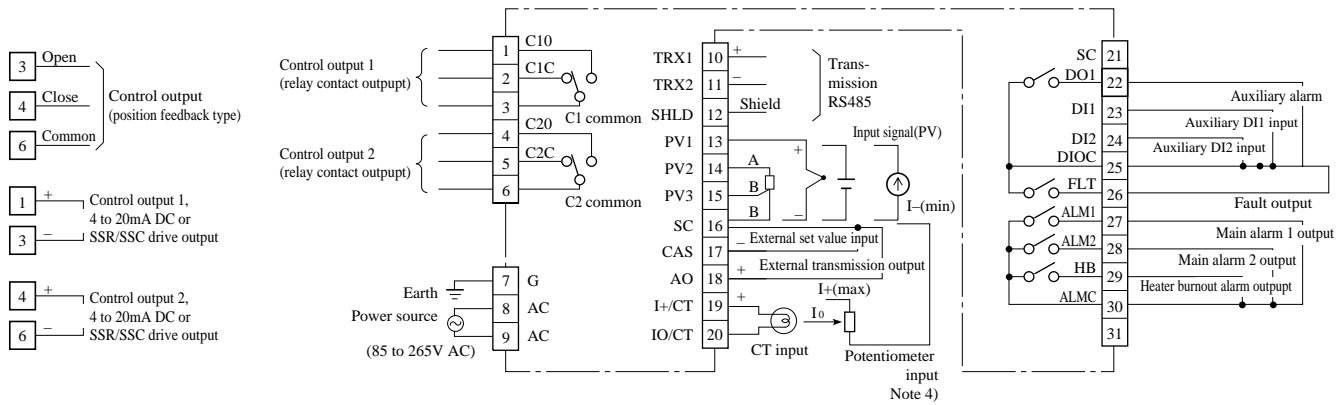 3 Open
4 Close
6 Common
Control output
(position feedback type)
1 +
3 –
Control output 1,
4 to 20mA DC or
SSR/SSC drive output
4 +
6 –
Control output 2,
4 to 20mA DC or
SSR/SSC drive output
Control output 1
(relay contact outpupt)
1 C10
2 C1C
3
C1 common
Control output 2
(relay contact outpupt)
4 C20
5 C2C
6
C2 common
Earth 7 G
Power source 8 AC
(85 to 265V AC) 9 AC
TRX1 10 +
TRX2 11 –
SHLD 12 Shield
Trans-
mission
RS485
PV1 13 +
PV2 14 A
PV3 15 B
SC 16 B –
Input signal(PV)
I–(min)
CAS 17 – External set value input
AO 18 + External transmission output
I+/CT 19 +
IO/CT 20
CT input
I+(max)
I0
Potentiometer
input
Note 4)
SC 21
DO1 22
Auxiliary alarm
DI1 23
Auxiliary DI1 input
DI2 24
Auxiliary DI2 input
DIOC 25
FLT 26
Fault output
ALM1 27
Main alarm 1 output
ALM2 28
Main alarm 2 output
HB 29
Heater burnout alarm outpupt
ALMC 30
31